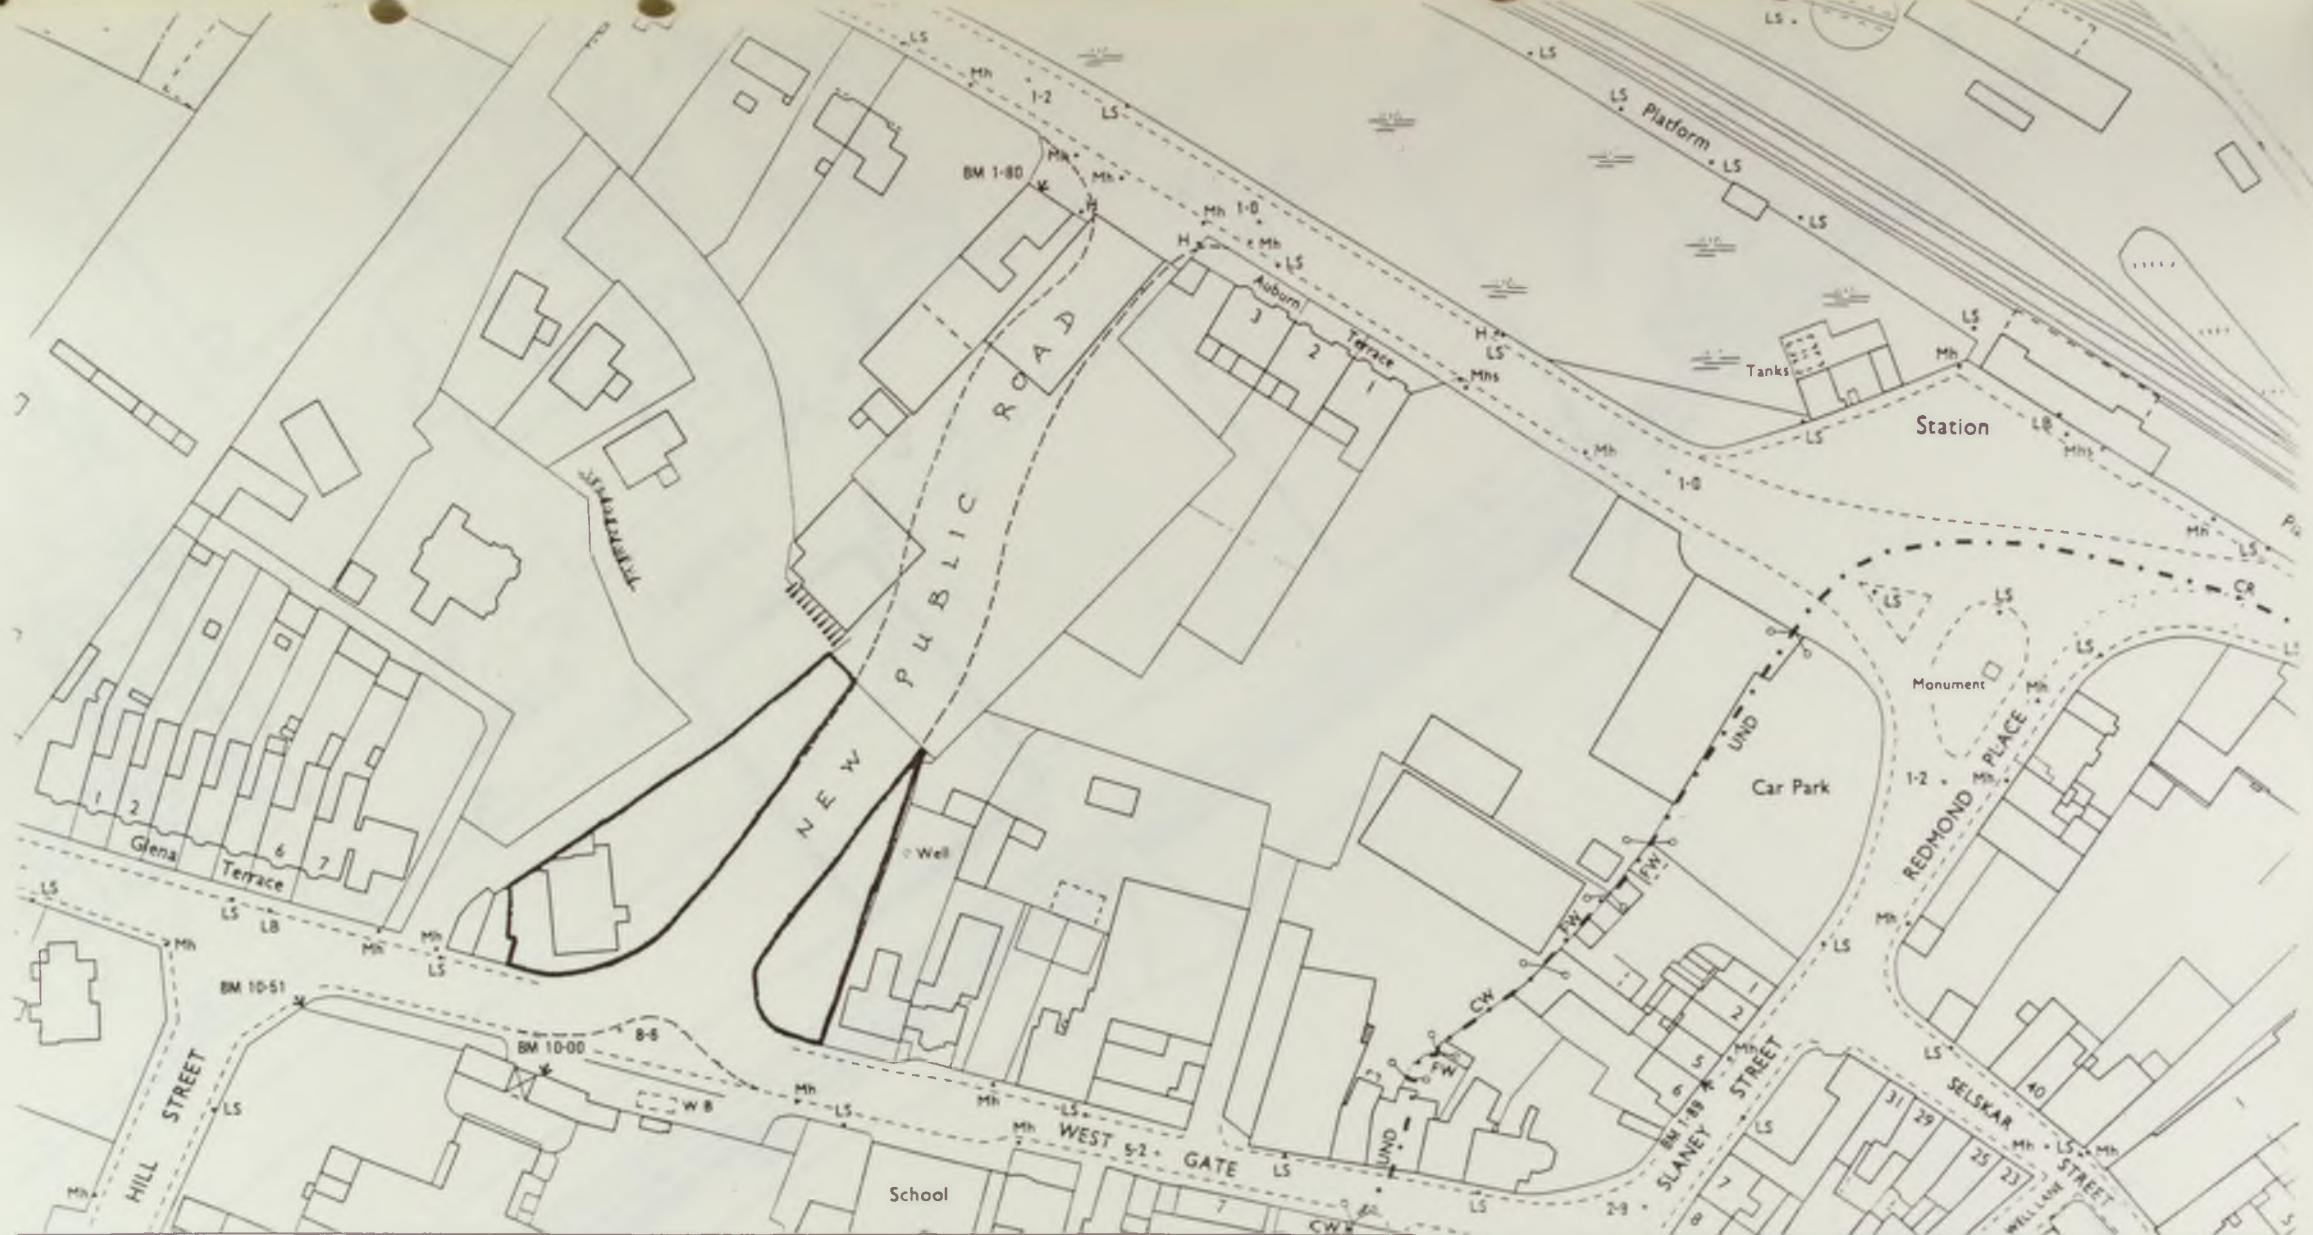 LS
LS
Mh
1-2
LS
LS
LS
Platform
LS
Mh
BM 1-80
Mh
Mh 1-0
LS
H
H
Mh
LS
Auburn
Terrace
3
2
1
H
LS
Mhs
LS
Mh
Tanks
LS
Station
LB
Mhs
Mh
1-0
Mh
LS
CR
LS
LS
LS
Mh
Monument
NEW PUBLIC ROAD
UND
Car Park
1-2
Mh
REDMOND PLACE
Well
FW
FW
Mh
LS
CW
FW
UND
1
2
6
7
Glena
Terrace
LS
LS
LB
Mh
Mh
LS
Mh
BM 10-51
BM 10-00
8-6
W B
Mh
LS
Mh
LS
Mh
WEST GATE
5-2
LS
LS
HILL STREET
LS
Mh
School
7
CW
2-9
1
2
5
6
Mh
BM 1-89
SLANEY STREET
LS
7
8
LS
SELSKAR STREET
40
31
29
25
23
Mh
LS
Mh
WELL LANE